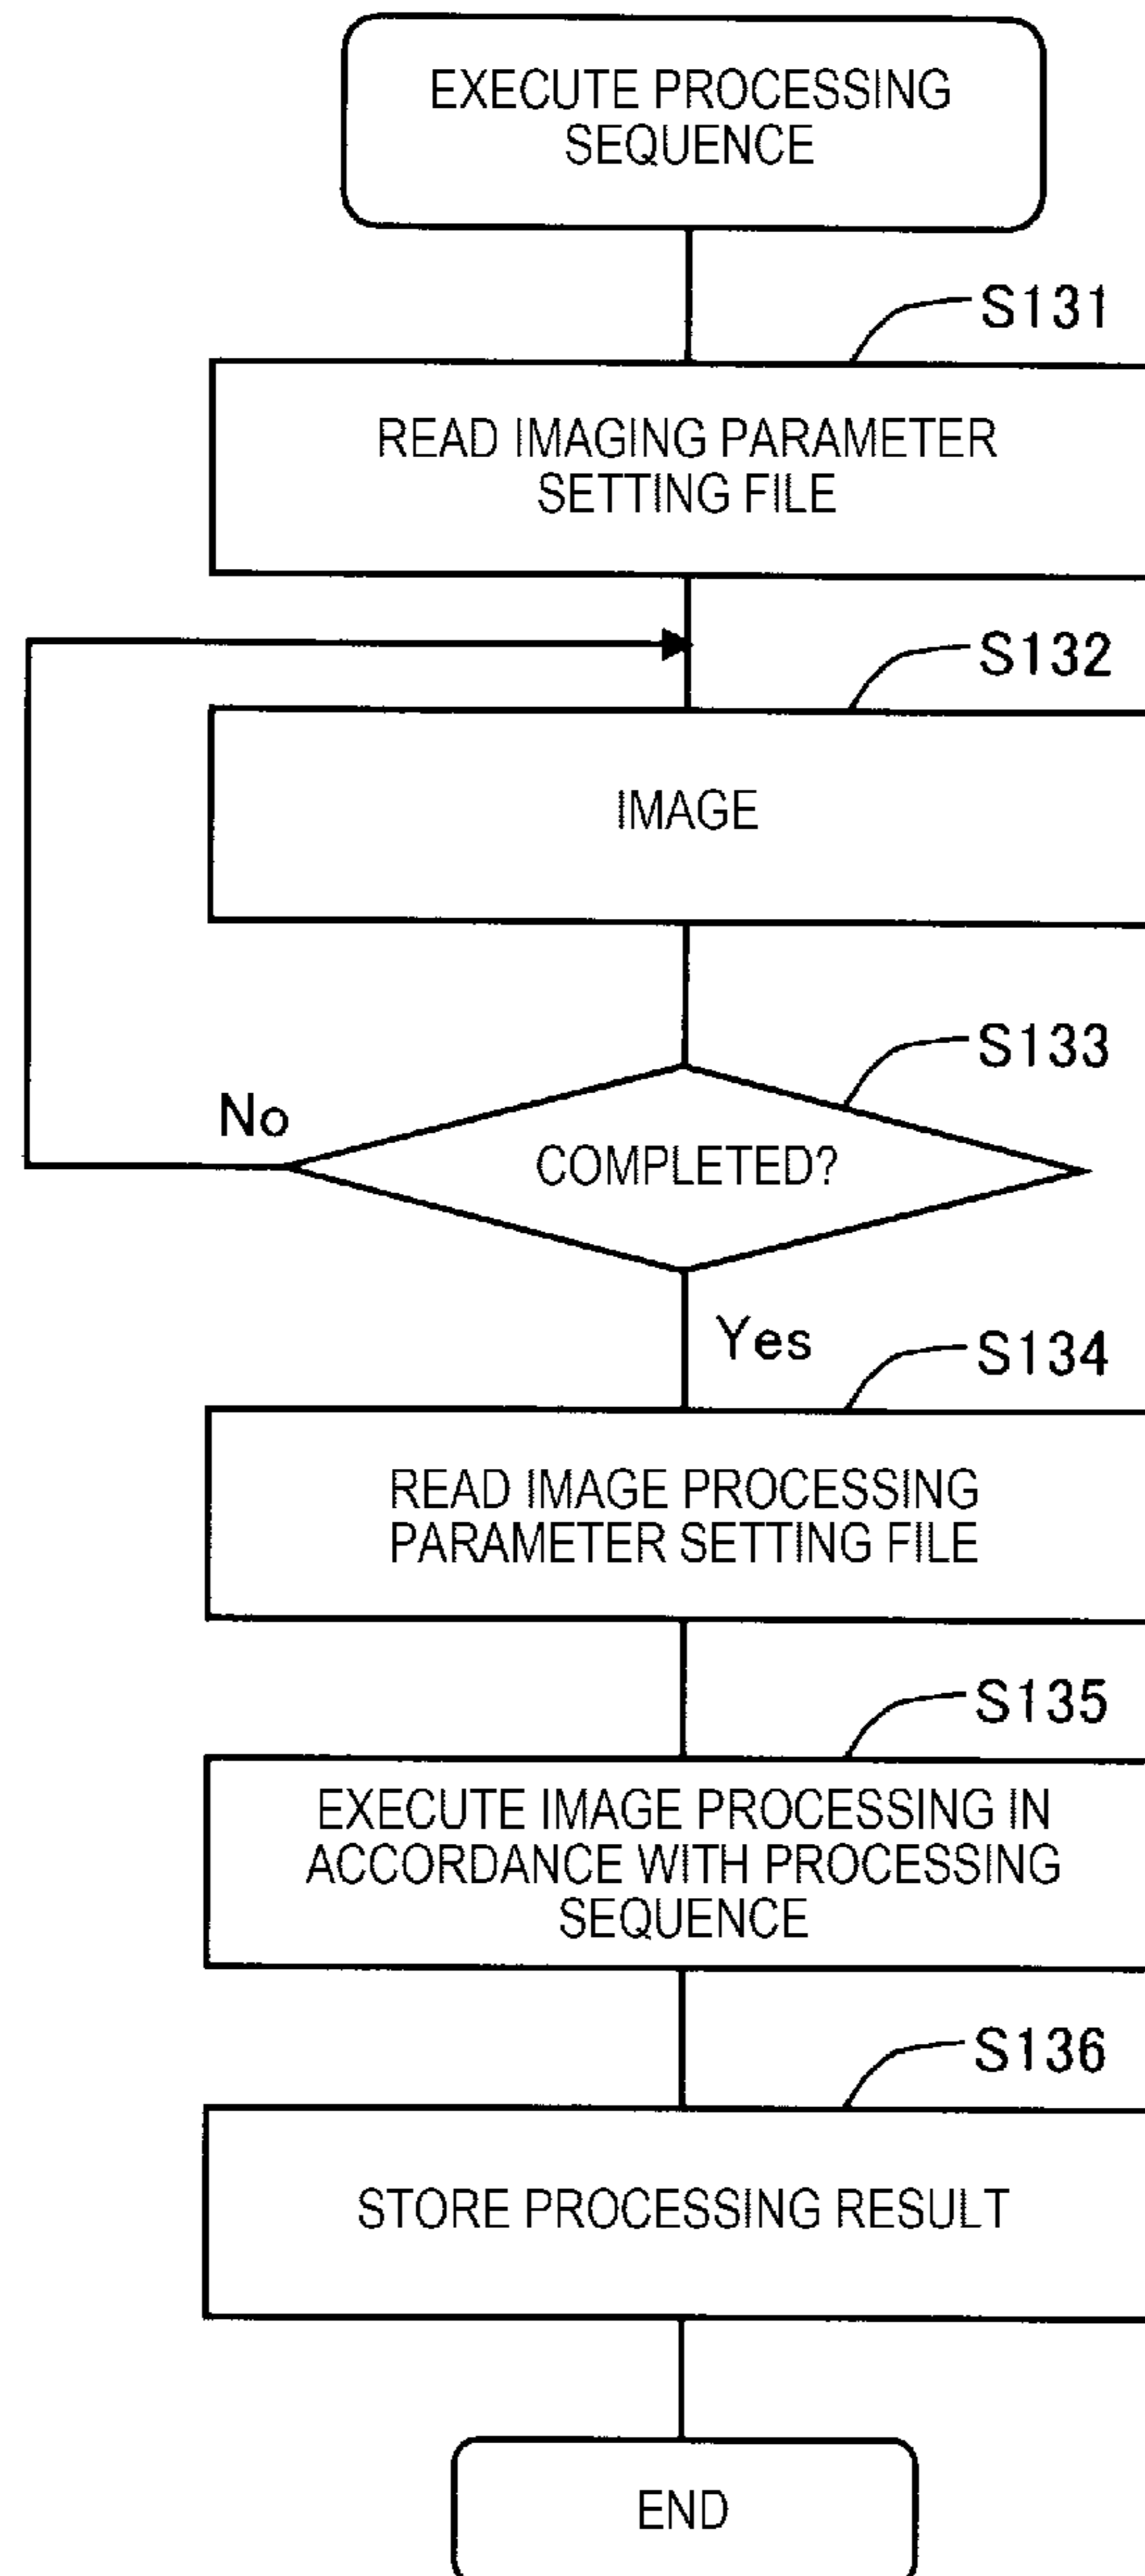 EXECUTE PROCESSING
SEQUENCE
S131
READ IMAGING PARAMETER
SETTING FILE
S132
IMAGE
S133
No
COMPLETED?
Yes
S134
READ IMAGE PROCESSING
PARAMETER SETTING FILE
S135
EXECUTE IMAGE PROCESSING IN
ACCORDANCE WITH PROCESSING
SEQUENCE
S136
STORE PROCESSING RESULT
END